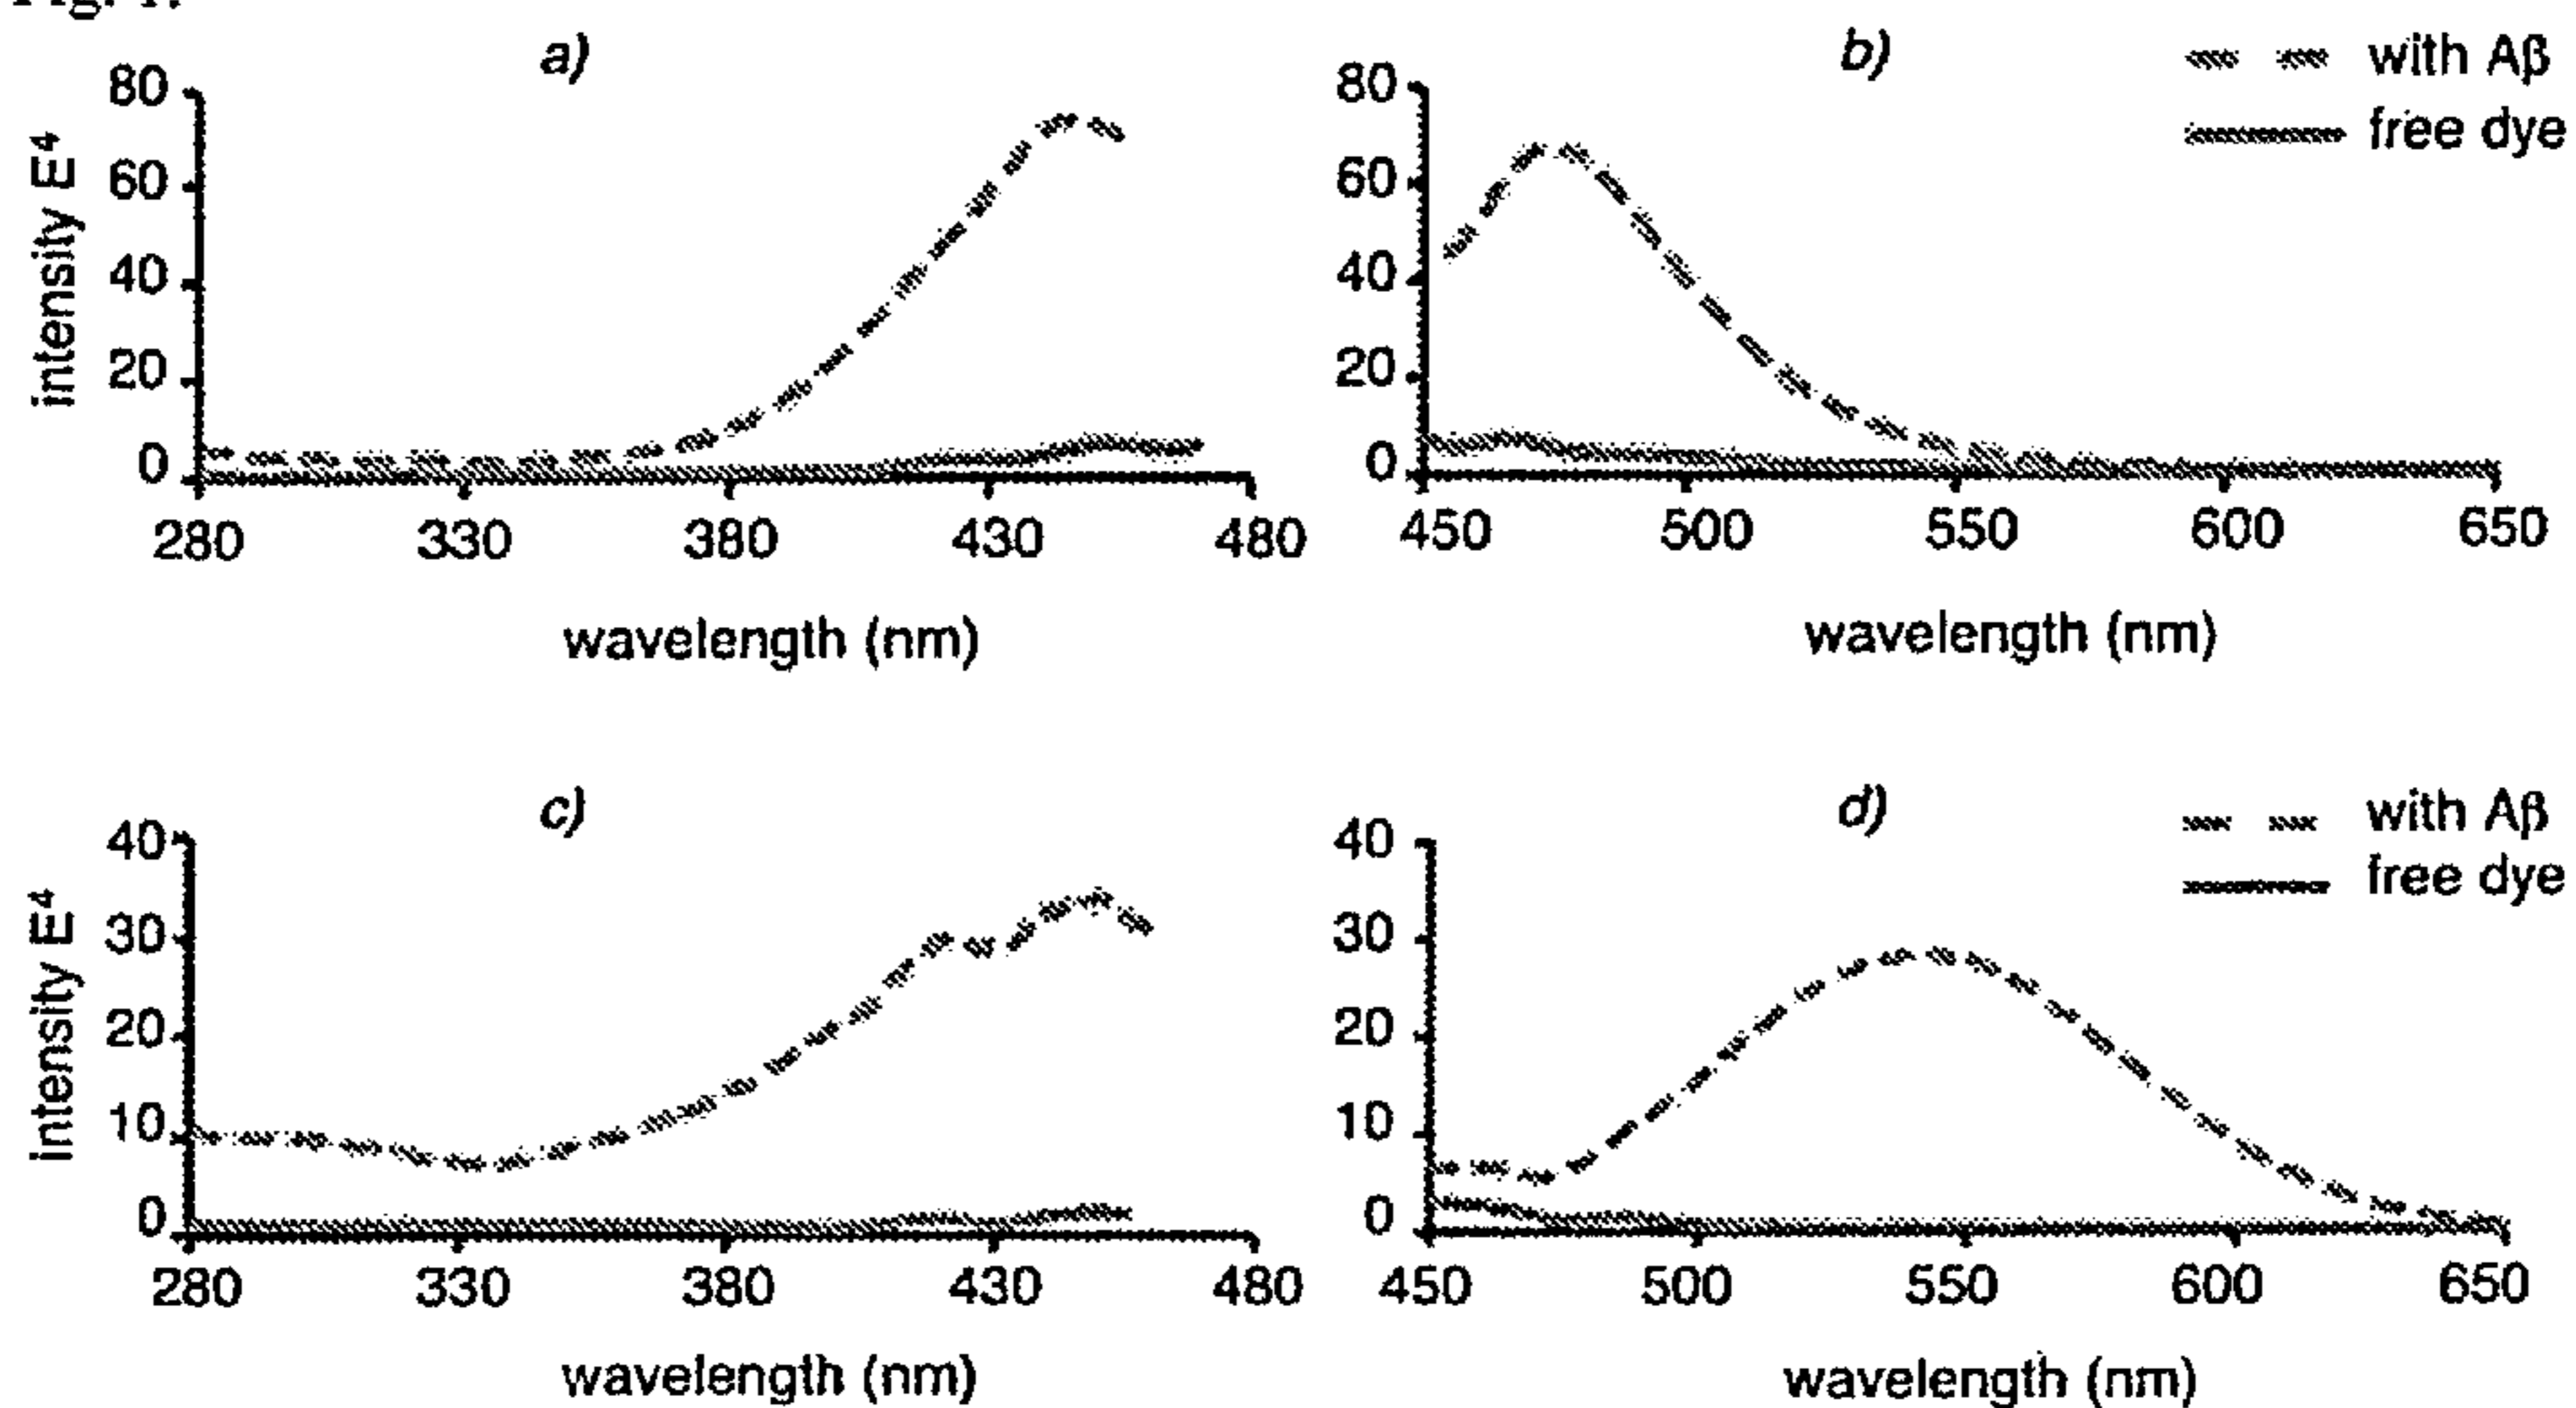 a)
80
60
40
20
0
intensity E⁴
280 330 380 430 480
wavelength (nm)
b)
with Aβ
free dye
80
60
40
20
0
450 500 550 600 650
wavelength (nm)
c)
40
30
20
10
0
intensity E⁴
280 330 380 430 480
wavelength (nm)
d)
with Aβ
free dye
40
30
20
10
0
450 500 550 600 650
wavelength (nm)